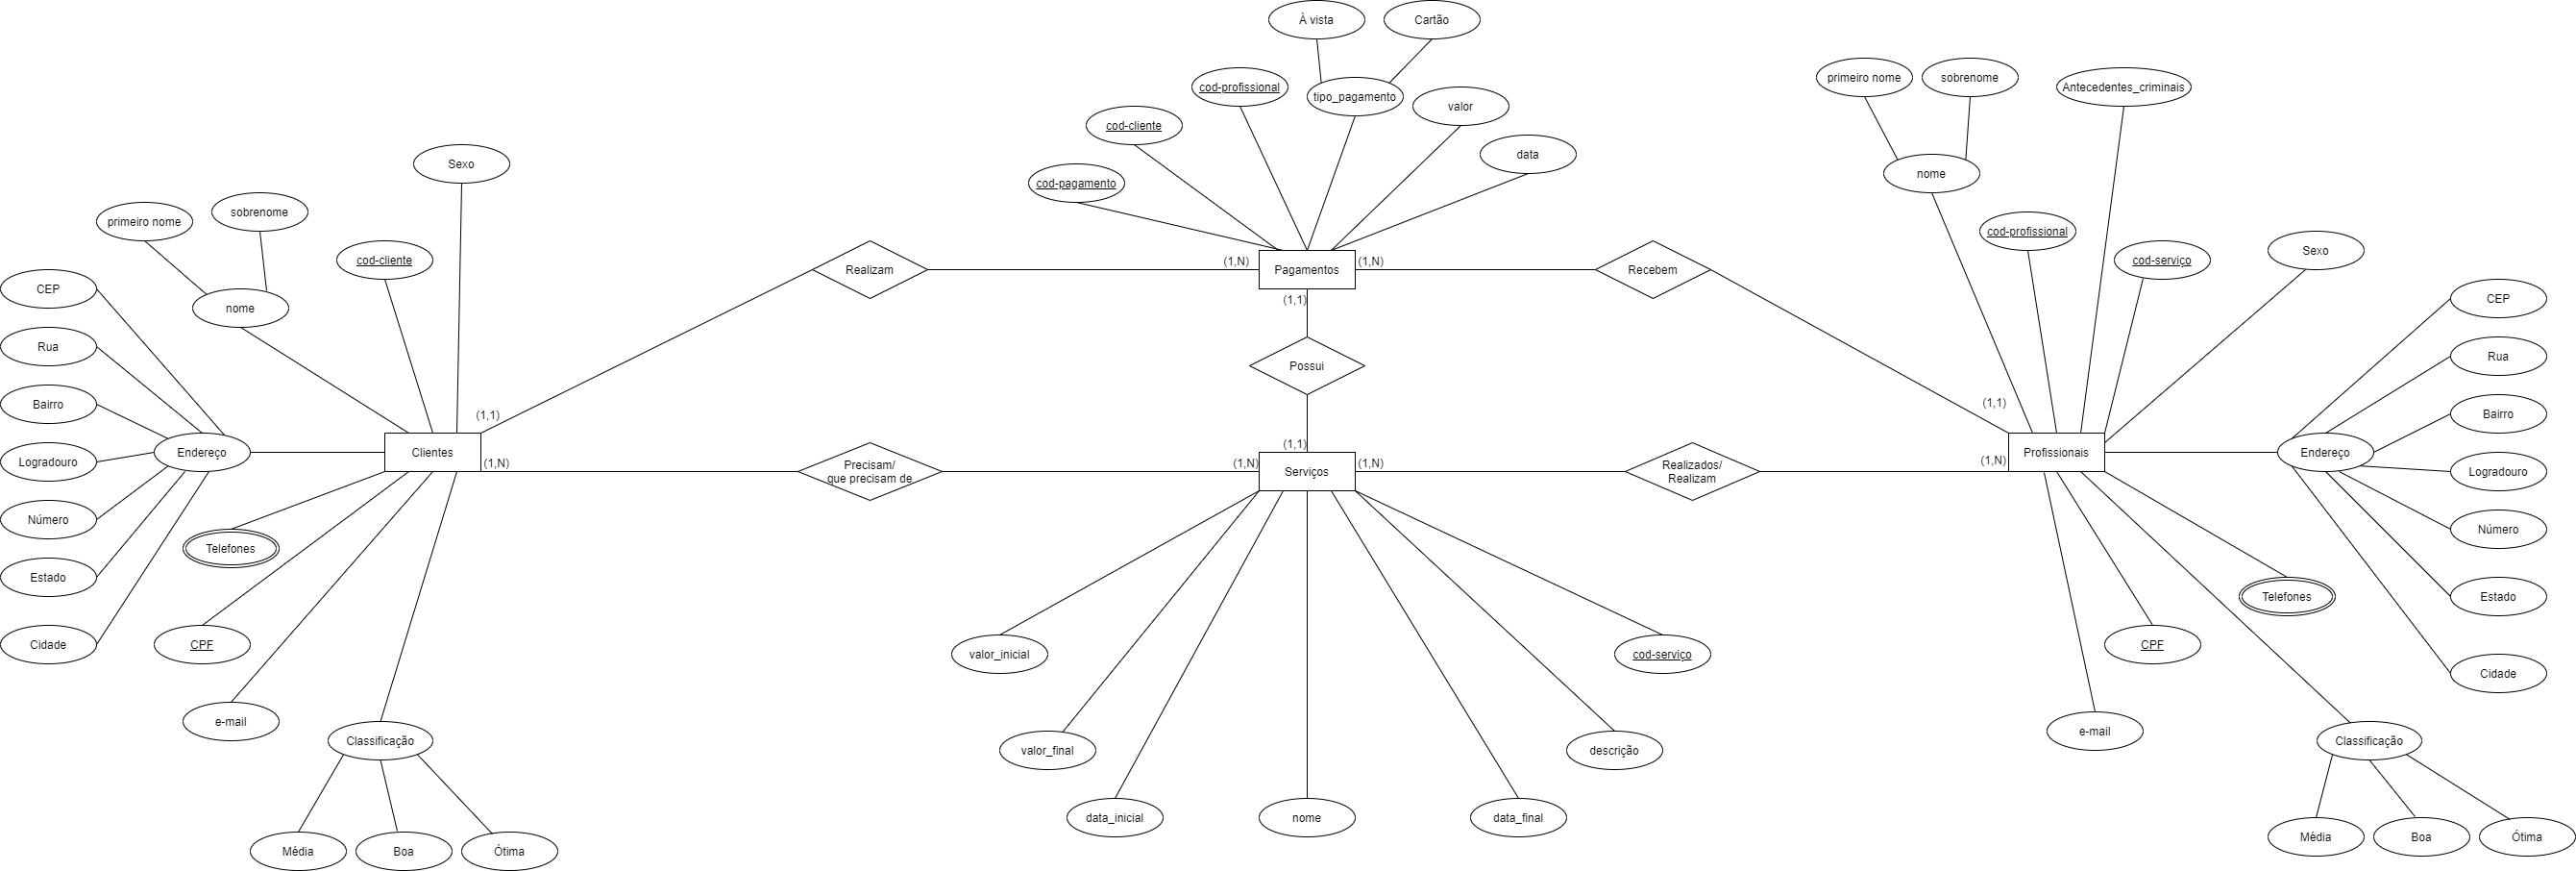 À vista
Cartão
primeiro nome
sobrenome
Antecedentes_criminais
cod-profissional
tipo_pagamento
valor
cod-cliente
data
Sexo
nome
cod-pagamento
primeiro nome
sobrenome
cod-profissional
cod-cliente
cod-serviço
Sexo
Realizam
(1,N)
Pagamentos
(1,N)
Recebem
CEP
nome
(1,1)
CEP
Rua
Possui
Rua
Bairro
(1,1)
(1,1)
Bairro
(1,1)
Endereço
Clientes
Profissionais
Endereço
Logradouro
(1,N)
Precisam/
que precisam de
(1,N)
Serviços
(1,N)
Realizados/
Realizam
(1,N)
Logradouro
Número
Número
Telefones
Estado
Telefones
Estado
Cidade
CPF
valor_inicial
cod-serviço
CPF
Cidade
e-mail
e-mail
Classificação
valor_final
descrição
Classificação
data_inicial
nome
data_final
Média
Boa
Ótima
Média
Boa
Ótima